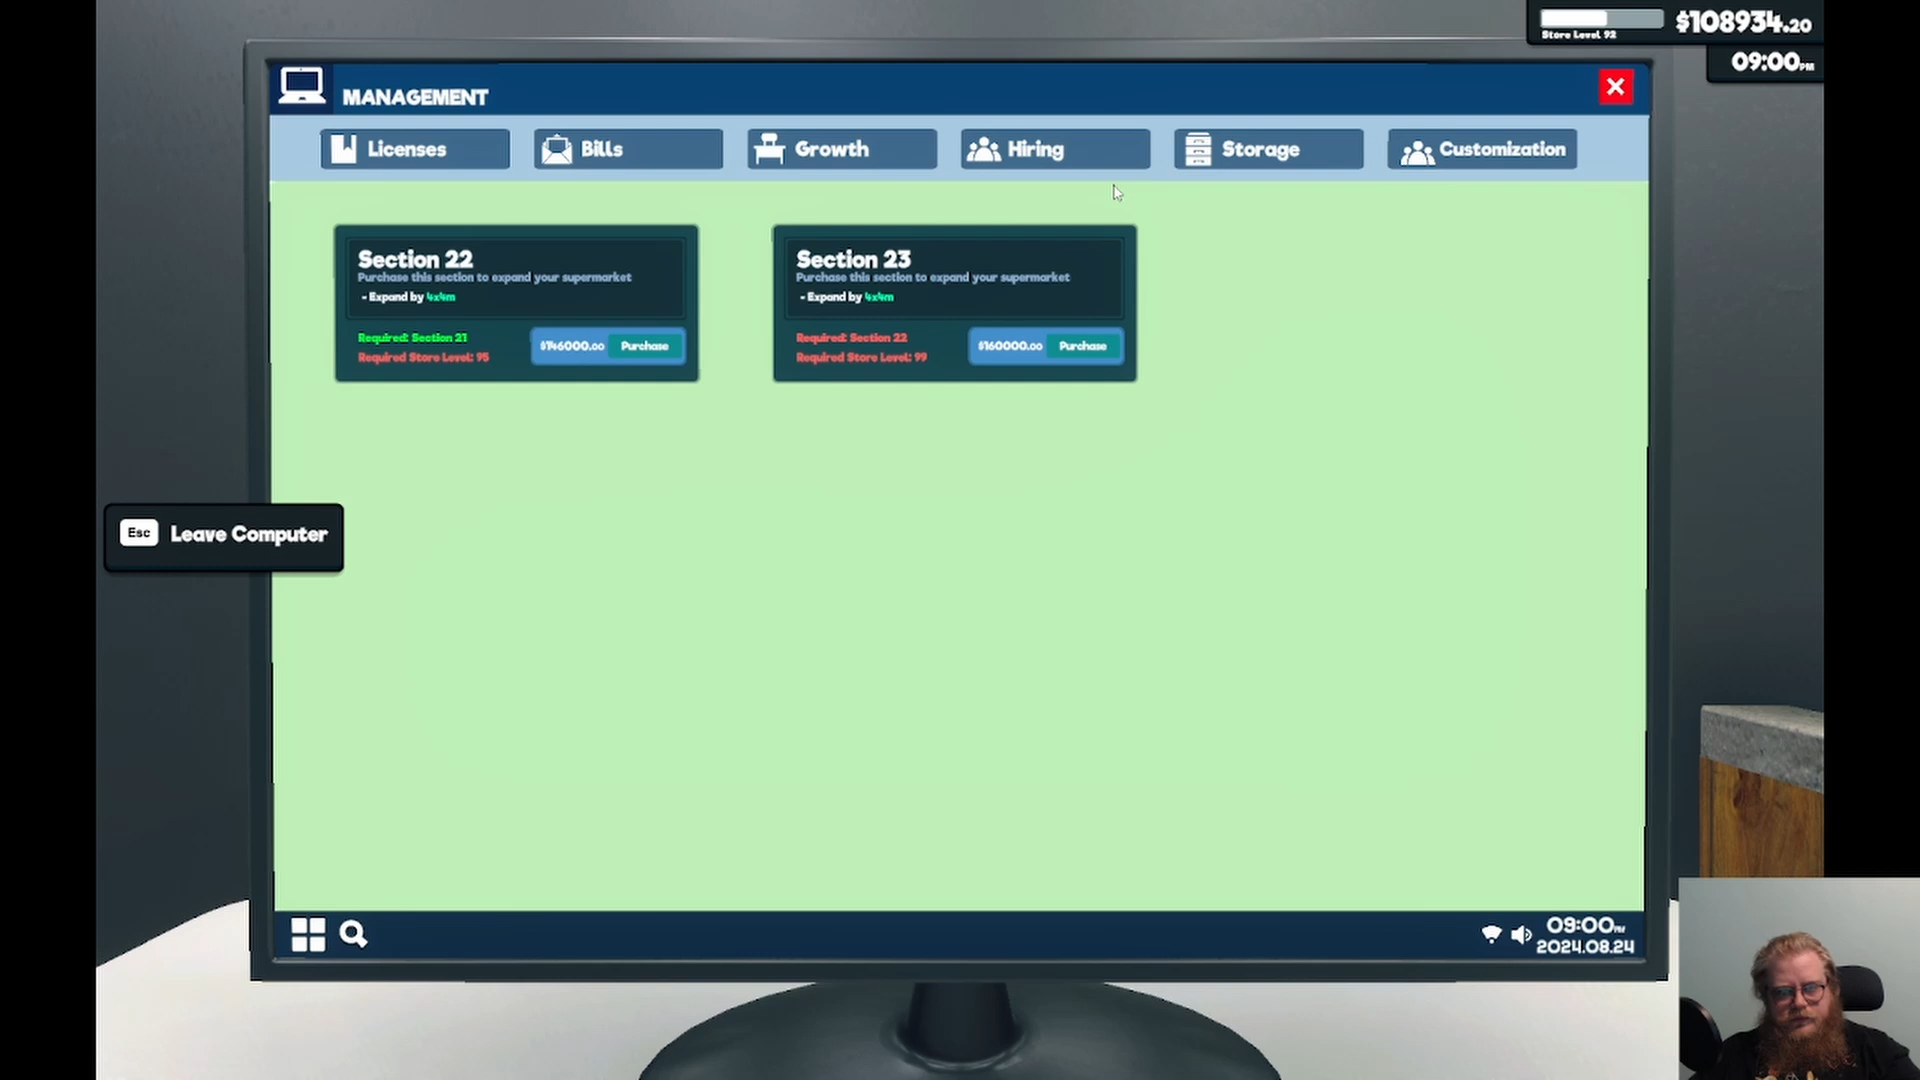 $108934.20
Store Level 92
09:00PM
MANAGEMENT
Licenses
Bills
Growth
Hiring
Storage
Customization
Section 22
Purchase this section to expand your supermarket
- Expand by 4x4m
Required: Section 21
Required Store Level: 95
$146000.00
Purchase
Section 23
Purchase this section to expand your supermarket
- Expand by 4x4m
Required: Section 22
Required Store Level: 99
$160000.00
Purchase
Esc
Leave Computer
09:00PM
2024.08.24